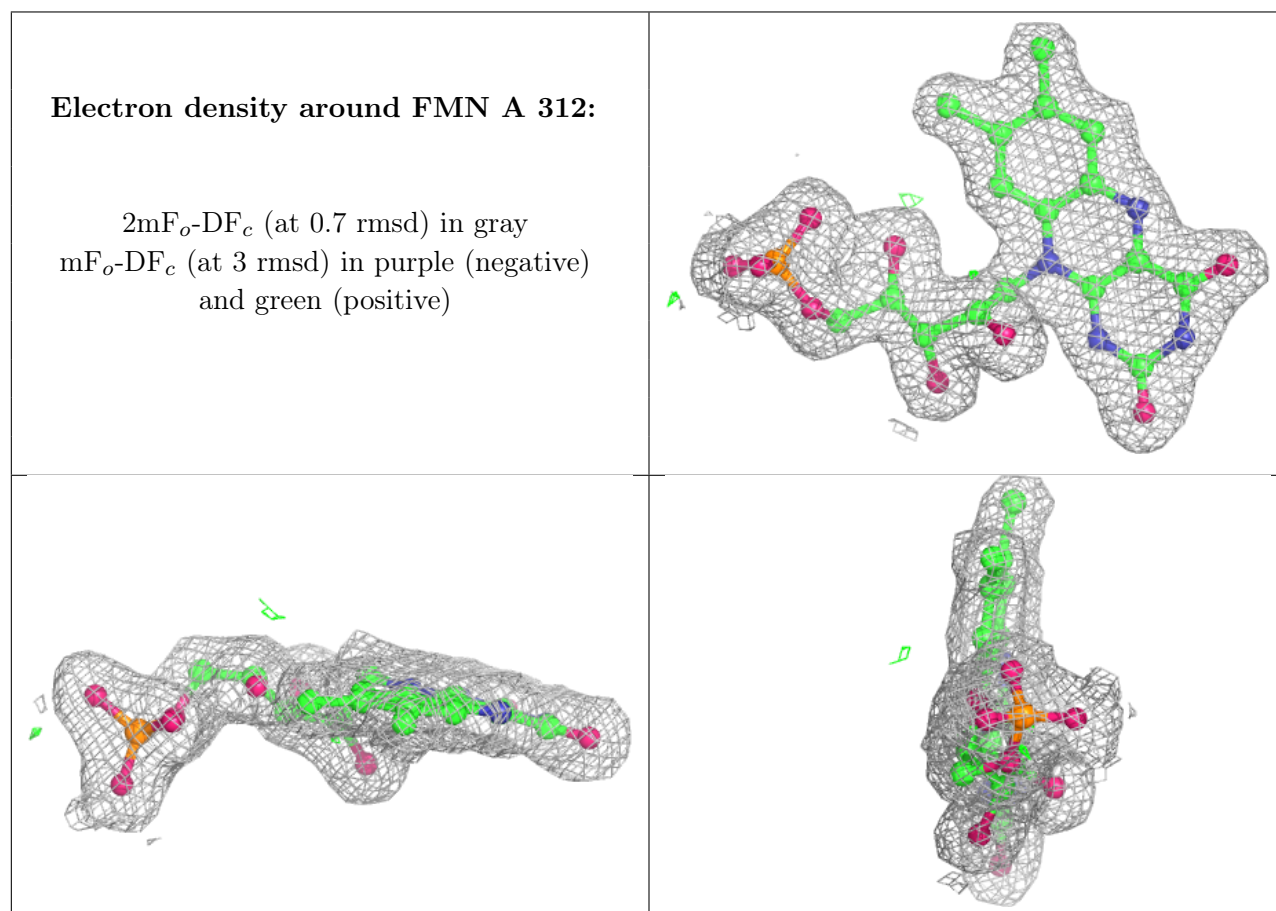 Electron density around FMN A 312:
2mFo-DFc (at 0.7 rmsd) in gray
mFo-DFc (at 3 rmsd) in purple (negative)
and green (positive)